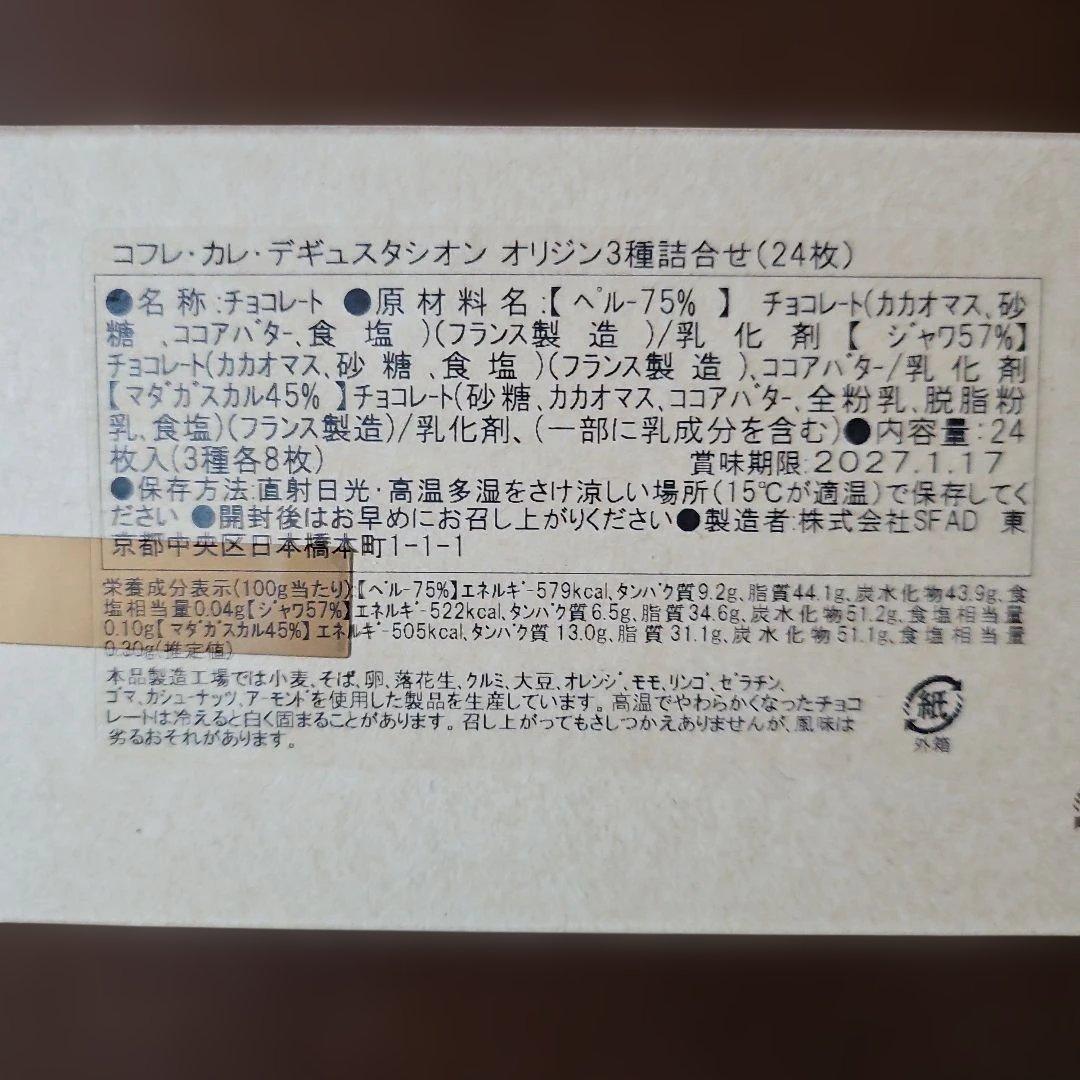 コフレ・カレ・デギュスタシオン オリジン3種詰合せ(24枚)
●名称:チョコレート ●原材料名:【ペルー75%】 チョコレート(カカオマス、砂
糖、ココアバター、食塩)(フランス製造)/乳化剤【ジャワ57%】
チョコレート(カカオマス、砂糖、食塩)(フランス製造)、ココアバター/乳化剤
【マダガスカル45%】チョコレート(砂糖、カカオマス、ココアバター、全粉乳、脱脂粉
乳、食塩)(フランス製造)/乳化剤、(一部に乳成分を含む)●内容量:24
枚入(3種各8枚) 賞味期限:2027.1.17
●保存方法:直射日光・高温多湿をさけ涼しい場所(15℃が適温)で保存してく
ださい ●開封後はお早めにお召し上がりください●製造者:株式会社SFAD 東
京都中央区日本橋本町1-1-1
栄養成分表示(100g当たり):【ペルー75%】エネルギー579kcal、タンパク質9.2g、脂質44.1g、炭水化物43.9g、食
塩相当量0.04g【ジャワ57%】エネルギー522kcal、タンパク質6.5g、脂質34.6g、炭水化物51.2g、食塩相当量
0.10g【マダガスカル45%】エネルギー505kcal、タンパク質13.0g、脂質31.1g、炭水化物51.1g、食塩相当量
0.30g(推定値)
本品製造工場では小麦、そば、卵、落花生、クルミ、大豆、オレンジ、モモ、リンゴ、ゼラチン、
ゴマ、カシューナッツ、アーモンドを使用した製品を生産しています。高温でやわらかくなったチョコ
レートは冷えると白く固まることがあります。召し上がってもさしつかえありませんが、風味は
劣るおそれがあります。
紙
外箱